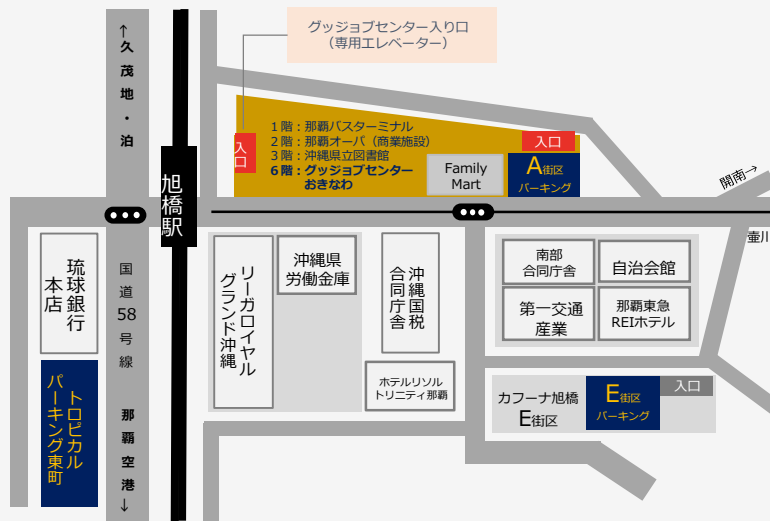 グッジョブセンター入り口
（専用エレベーター）
↑久茂地・泊
入口
1階：那覇バスターミナル
2階：那覇オーパ（商業施設）
3階：沖縄県立図書館
6階：グッジョブセンター
おきなわ
Family
Mart
入口
A街区
パーキング
開南→
旭橋駅
壷川
琉球銀行
本店
国道58号線
リーガロイヤル
グランド沖縄
沖縄県
労働金庫
沖縄国税
合同庁舎
南部
合同庁舎
自治会館
第一交通
産業
那覇東急
REIホテル
ホテルリソル
トリニティ那覇
トロピカル
パーキング東町
那覇空港↓
カフーナ旭橋
E街区
E街区
パーキング
入口